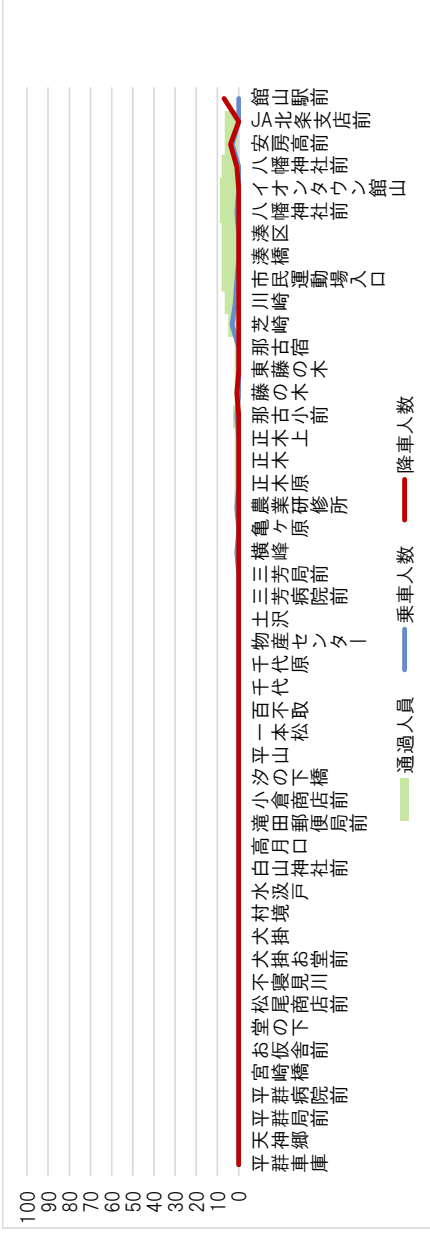 100
90
80
70
60
50
40
30
20
10
0
平群車庫
天神郷
平群局前
平群病院前
宮崎橋
お仮舎前
堂の下
松尾商店前
不寝見川
犬掛お堂前
犬掛
村境
水汲戸
白山神社前
高月口
滝田郵便局前
小倉商店前
汐の下橋
平山
一本松
百不取
千代
千代原
物産センター
土沢
三芳病院前
三芳局前
横峰
亀ケ原
農業研修所
正木原
正木
正木上
那古小前
藤の木
東藤の木
那古宿
芝崎
川崎
市民運動場入口
湊橋
湊区
八幡神社前
イオンタウン館山
八幡神社前
安房高前
JA北条支店前
館山駅前
通過人員 乗車人数 降車人数